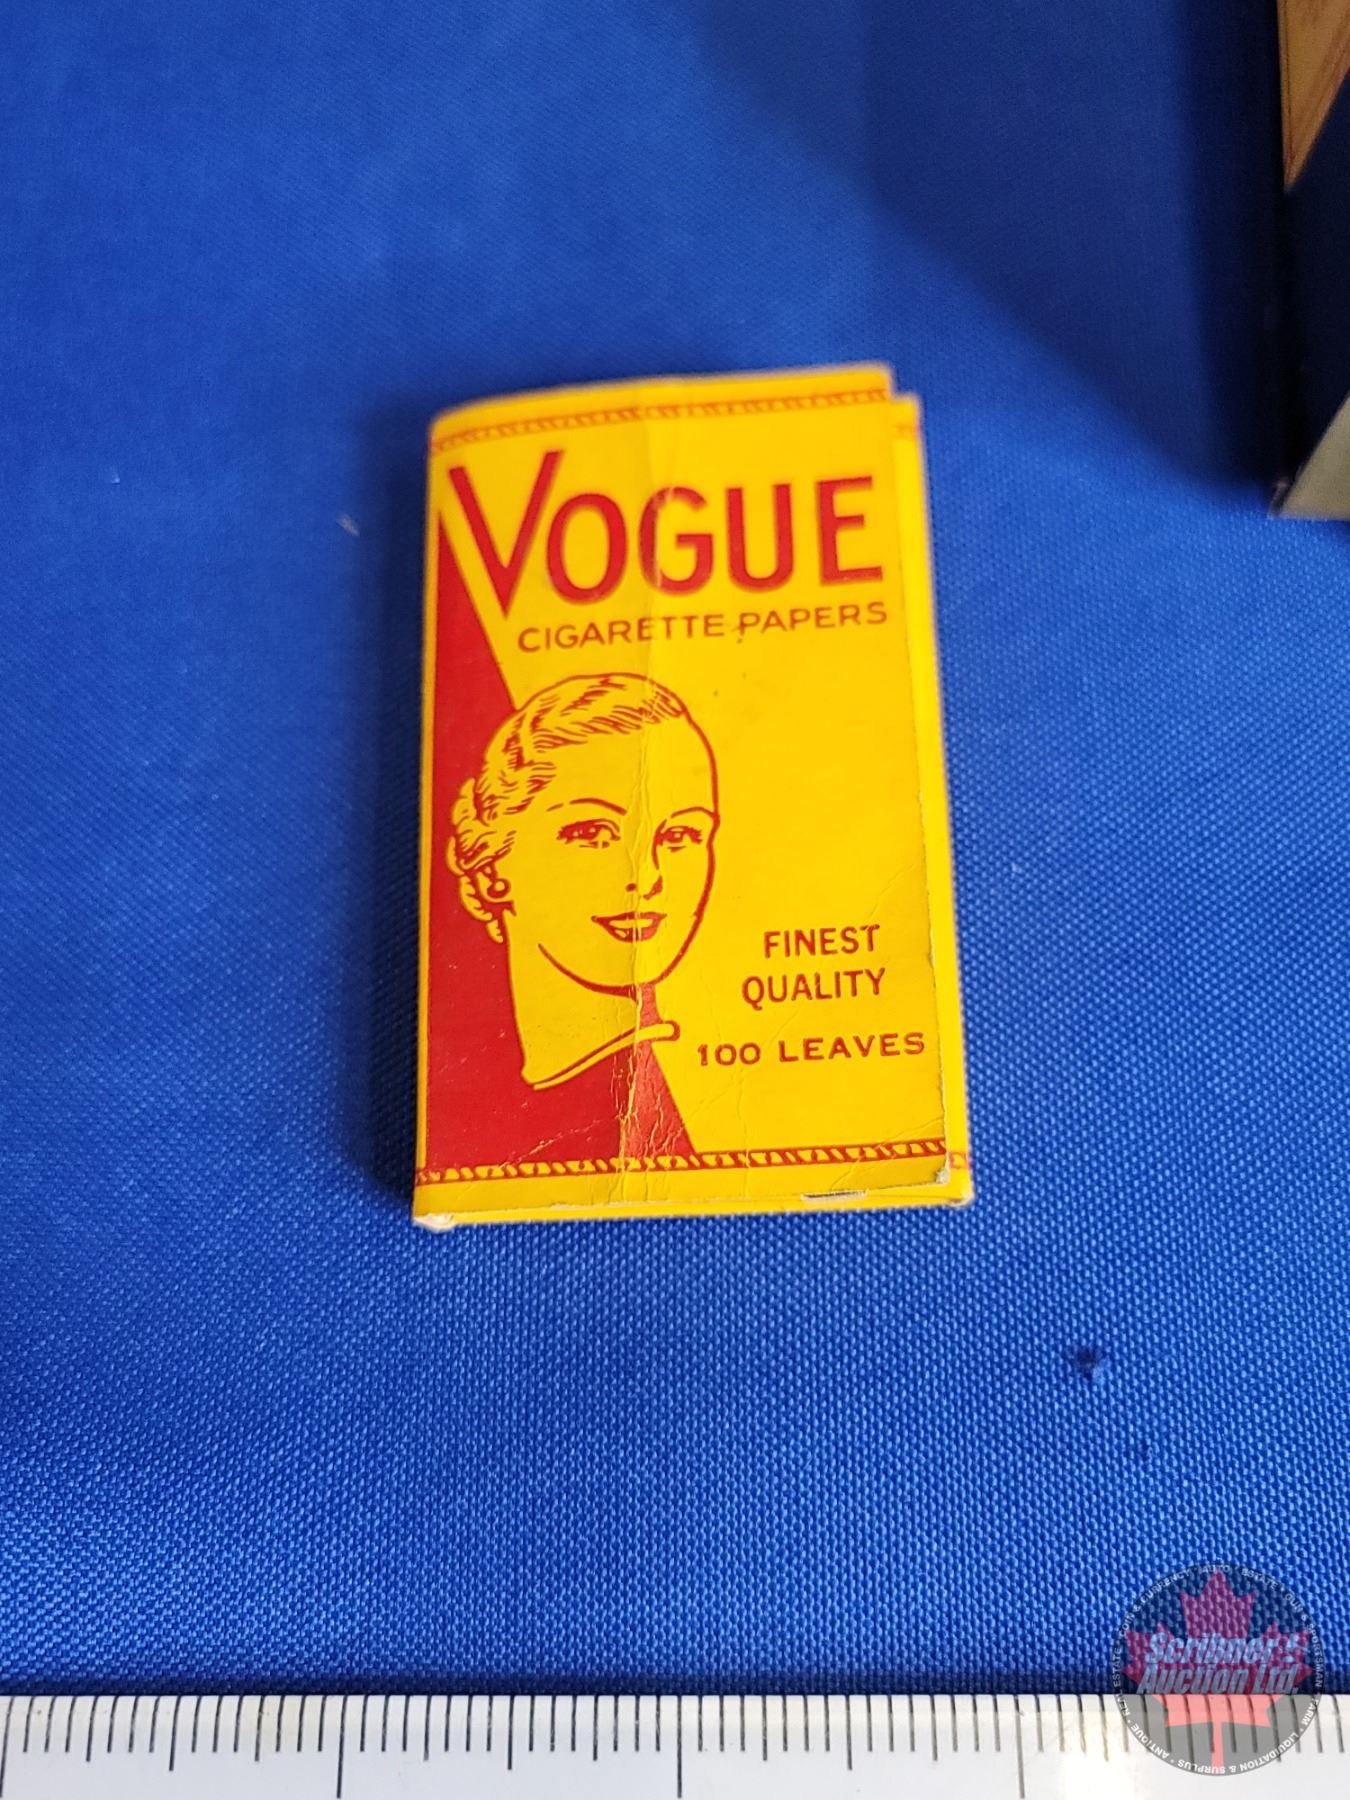 VOGUE
CIGARETTE PAPERS
FINEST
QUALITY
100 LEAVES
Scribner's
Auction Ltd.